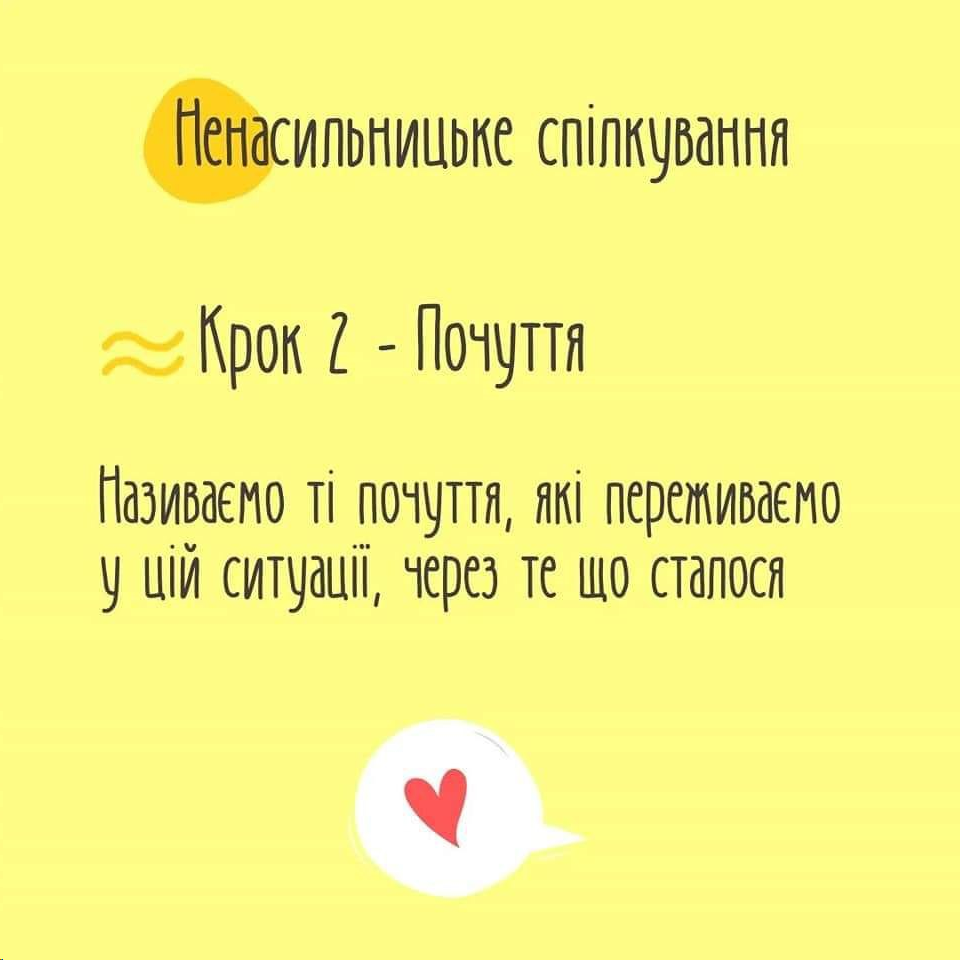 Ненасильницьке спілкування
Крок 2 - Почуття
Називаємо ті почуття, які переживаємо
у цій ситуації, через те що сталося